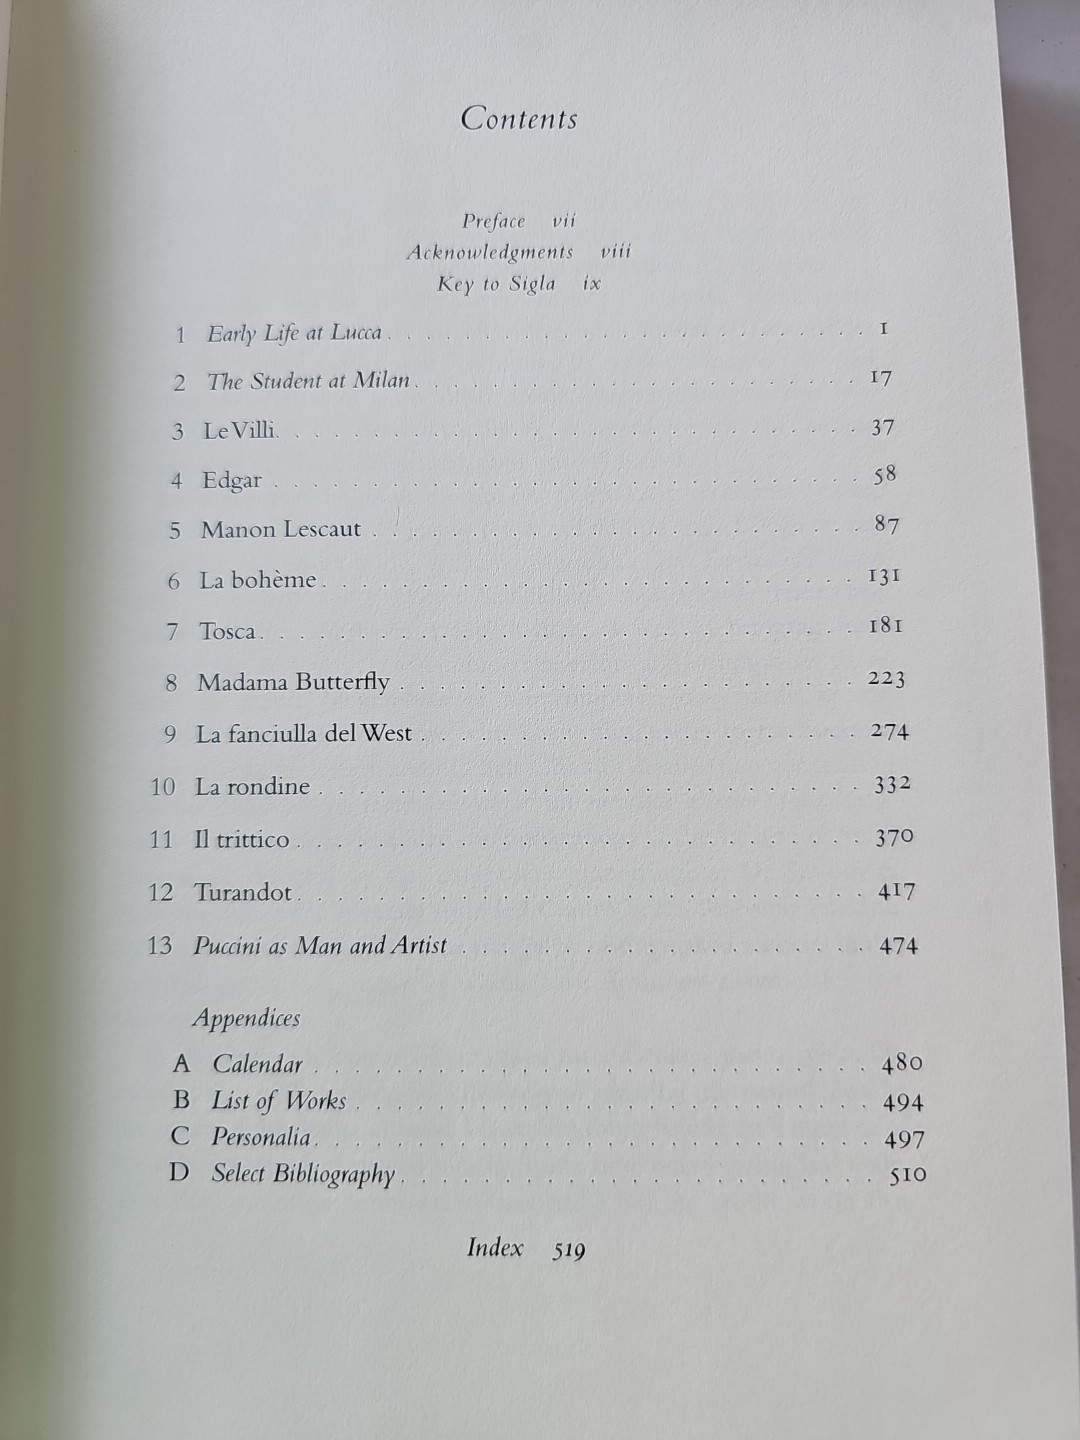 Contents
Preface vii
Acknowledgments viii
Key to Sigla ix
1 Early Life at Lucca . . . . . . . . . . . . . . . . . . . . . . . . 1
2 The Student at Milan . . . . . . . . . . . . . . . . . . . . . . 17
3 Le Villi . . . . . . . . . . . . . . . . . . . . . . . . . . . . . 37
4 Edgar . . . . . . . . . . . . . . . . . . . . . . . . . . . . . 58
5 Manon Lescaut . . . . . . . . . . . . . . . . . . . . . . . . 87
6 La bohème . . . . . . . . . . . . . . . . . . . . . . . . . . 131
7 Tosca . . . . . . . . . . . . . . . . . . . . . . . . . . . . . 181
8 Madama Butterfly . . . . . . . . . . . . . . . . . . . . . . 223
9 La fanciulla del West . . . . . . . . . . . . . . . . . . . . . 274
10 La rondine . . . . . . . . . . . . . . . . . . . . . . . . . . 332
11 Il trittico . . . . . . . . . . . . . . . . . . . . . . . . . . . 370
12 Turandot . . . . . . . . . . . . . . . . . . . . . . . . . . . 417
13 Puccini as Man and Artist . . . . . . . . . . . . . . . . . . . 474
Appendices
A Calendar . . . . . . . . . . . . . . . . . . . . . . . . . . . 480
B List of Works . . . . . . . . . . . . . . . . . . . . . . . . . 494
C Personalia . . . . . . . . . . . . . . . . . . . . . . . . . . . 497
D Select Bibliography . . . . . . . . . . . . . . . . . . . . . . 510
Index 519